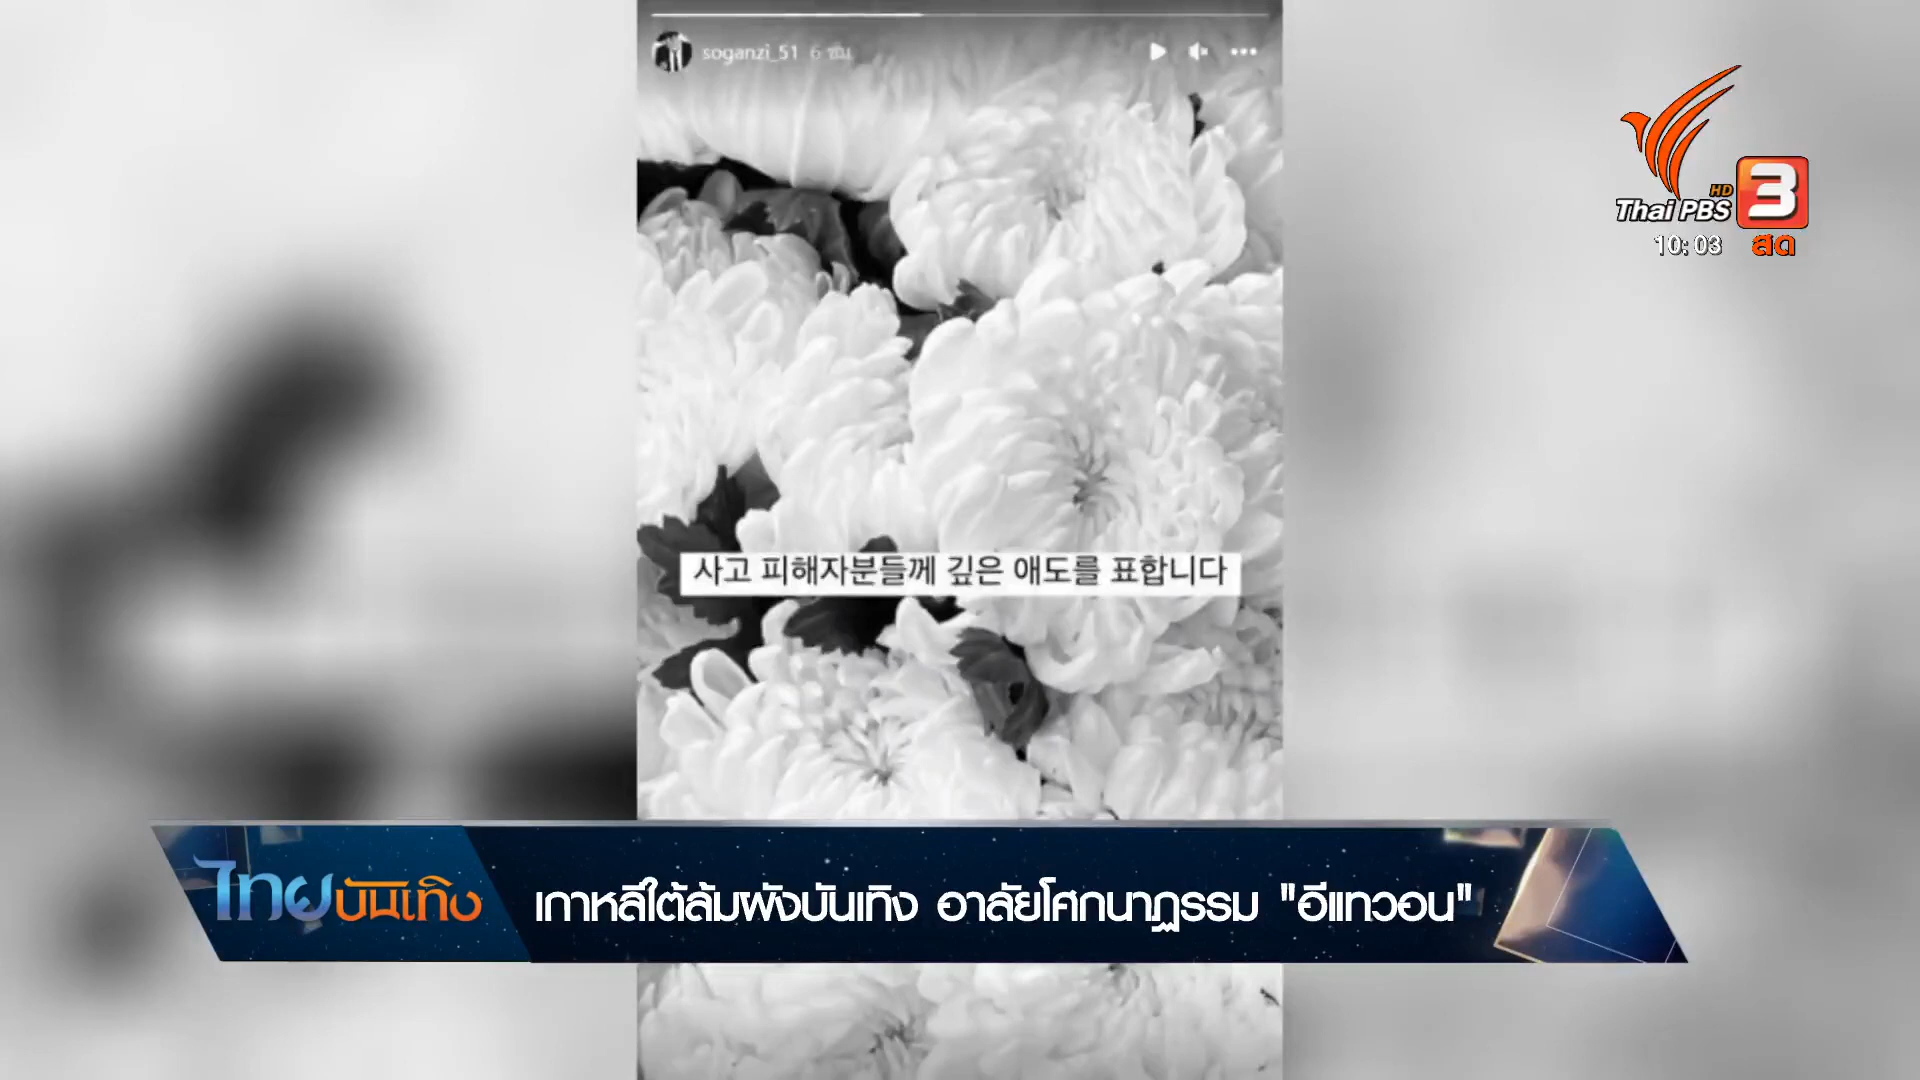 soganzi_51 6 ชม.
HD
Thai PBS 3
10:03 สด
사고 피해자분들께 깊은 애도를 표합니다
ไทยบันเทิง
เกาหลีใต้ล้มผังบันเทิง อาลัยโศกนาฏกรรม "อีแทวอน"